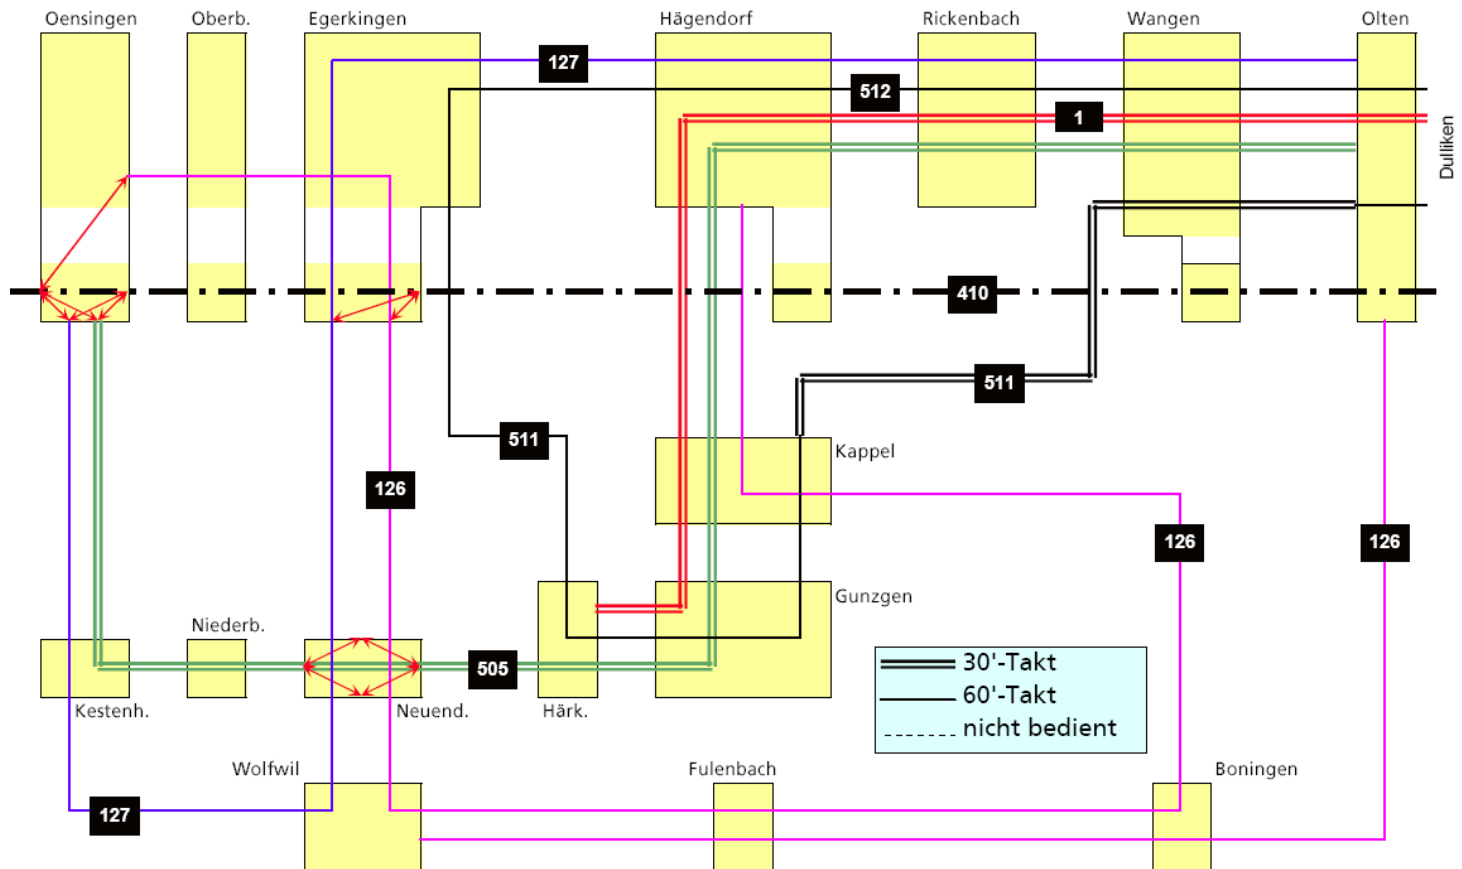 Oensingen
Oberb.
Egerkingen
Hägendorf
Rickenbach
Wangen
Olten
127
512
1
Dulliken
410
511
511
Kappel
126
126
126
Gunzgen
Niederb.
505
30'-Takt
60'-Takt
nicht bedient
Kestenh.
Neuend.
Härk.
Wolfwil
Fulenbach
Boningen
127